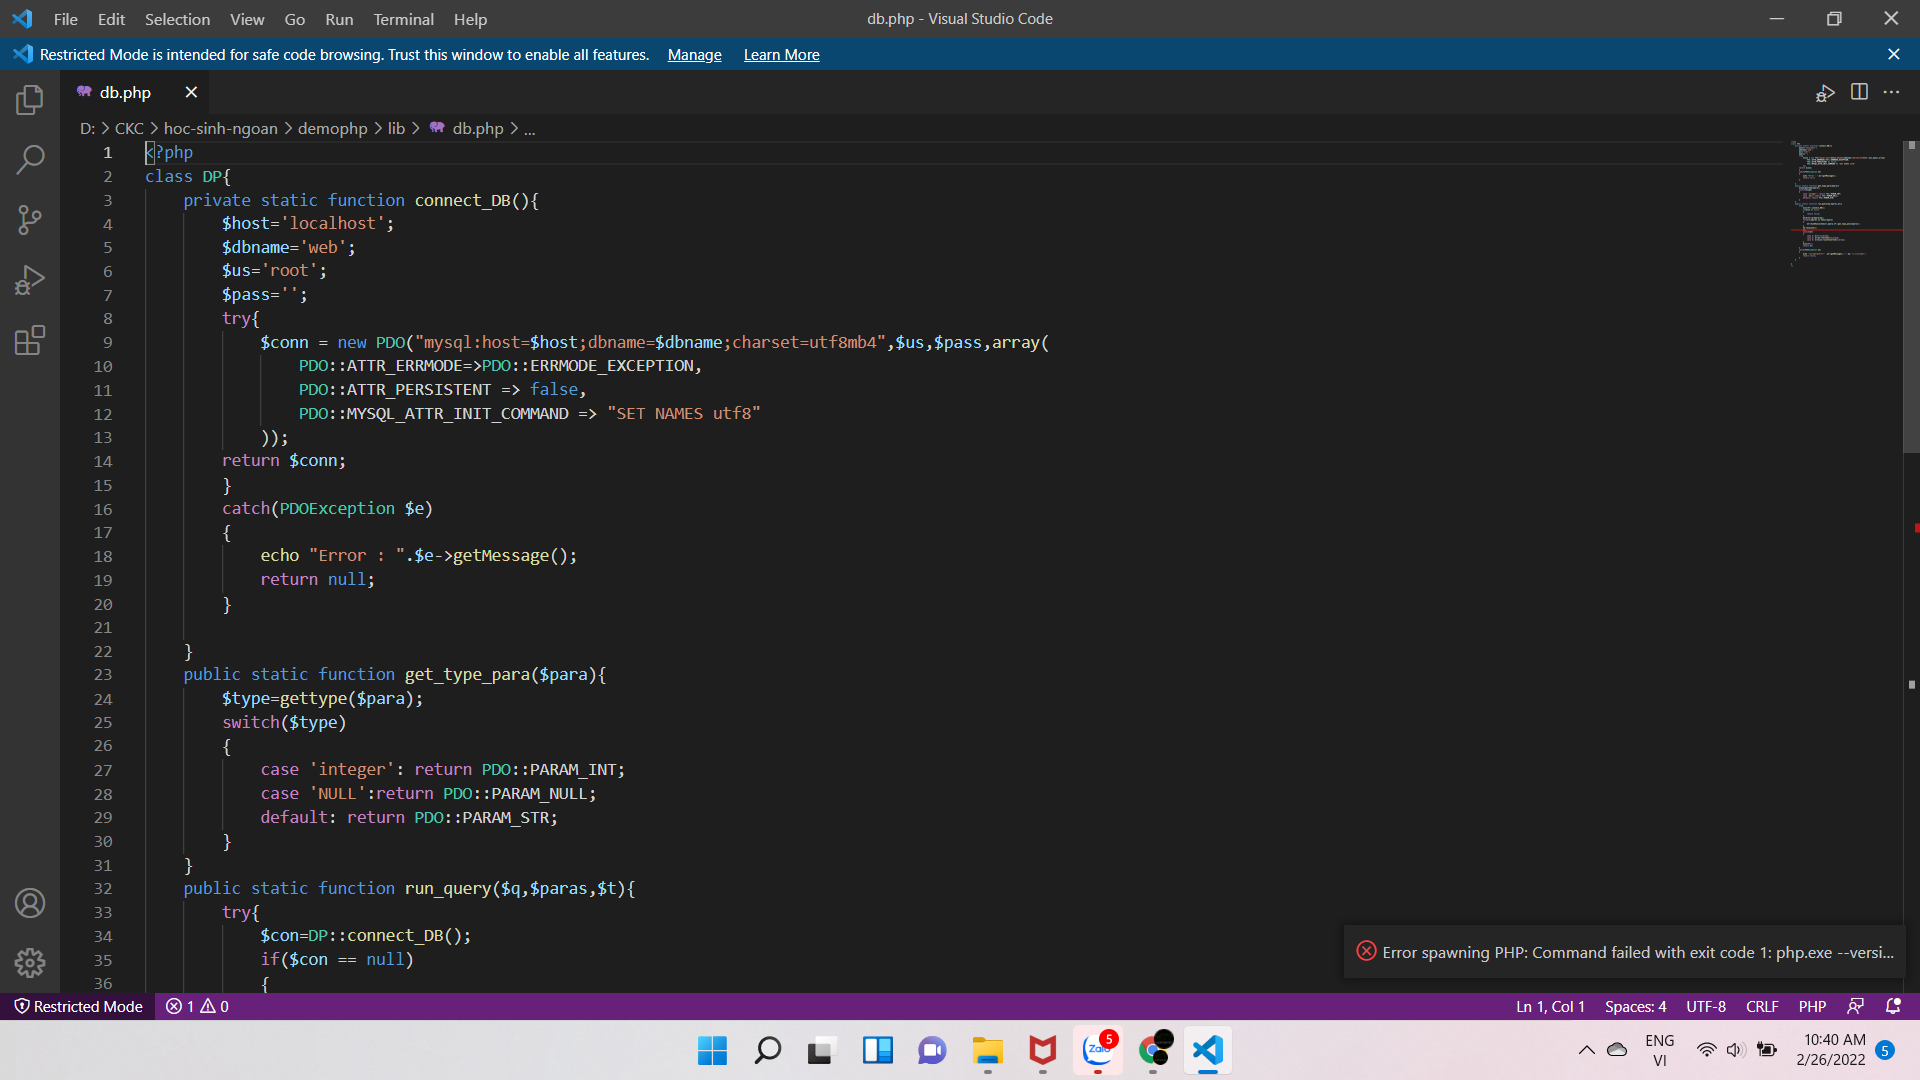 File Edit Selection View Go Run Terminal Help
db.php - Visual Studio Code
Restricted Mode is intended for safe code browsing. Trust this window to enable all features. Manage Learn More
db.php
D: > CKC > hoc-sinh-ngoan > demophp > lib > db.php > ...
1 <?php
2 class DP{
3 private static function connect_DB(){
4 $host='localhost';
5 $dbname='web';
6 $us='root';
7 $pass='';
8 try{
9 $conn = new PDO("mysql:host=$host;dbname=$dbname;charset=utf8mb4",$us,$pass,array(
10 PDO::ATTR_ERRMODE=>PDO::ERRMODE_EXCEPTION,
11 PDO::ATTR_PERSISTENT => false,
12 PDO::MYSQL_ATTR_INIT_COMMAND => "SET NAMES utf8"
13 ));
14 return $conn;
15 }
16 catch(PDOException $e)
17 {
18 echo "Error : ".$e->getMessage();
19 return null;
20 }
21
22 }
23 public static function get_type_para($para){
24 $type=gettype($para);
25 switch($type)
26 {
27 case 'integer': return PDO::PARAM_INT;
28 case 'NULL':return PDO::PARAM_NULL;
29 default: return PDO::PARAM_STR;
30 }
31 }
32 public static function run_query($q,$paras,$t){
33 try{
34 $con=DP::connect_DB();
35 if($con == null)
36 {
Error spawning PHP: Command failed with exit code 1: php.exe --versi...
Restricted Mode 1 0
Ln 1, Col 1 Spaces: 4 UTF-8 CRLF PHP
Zalo 5
ENG
VI
10:40 AM
2/26/2022
5